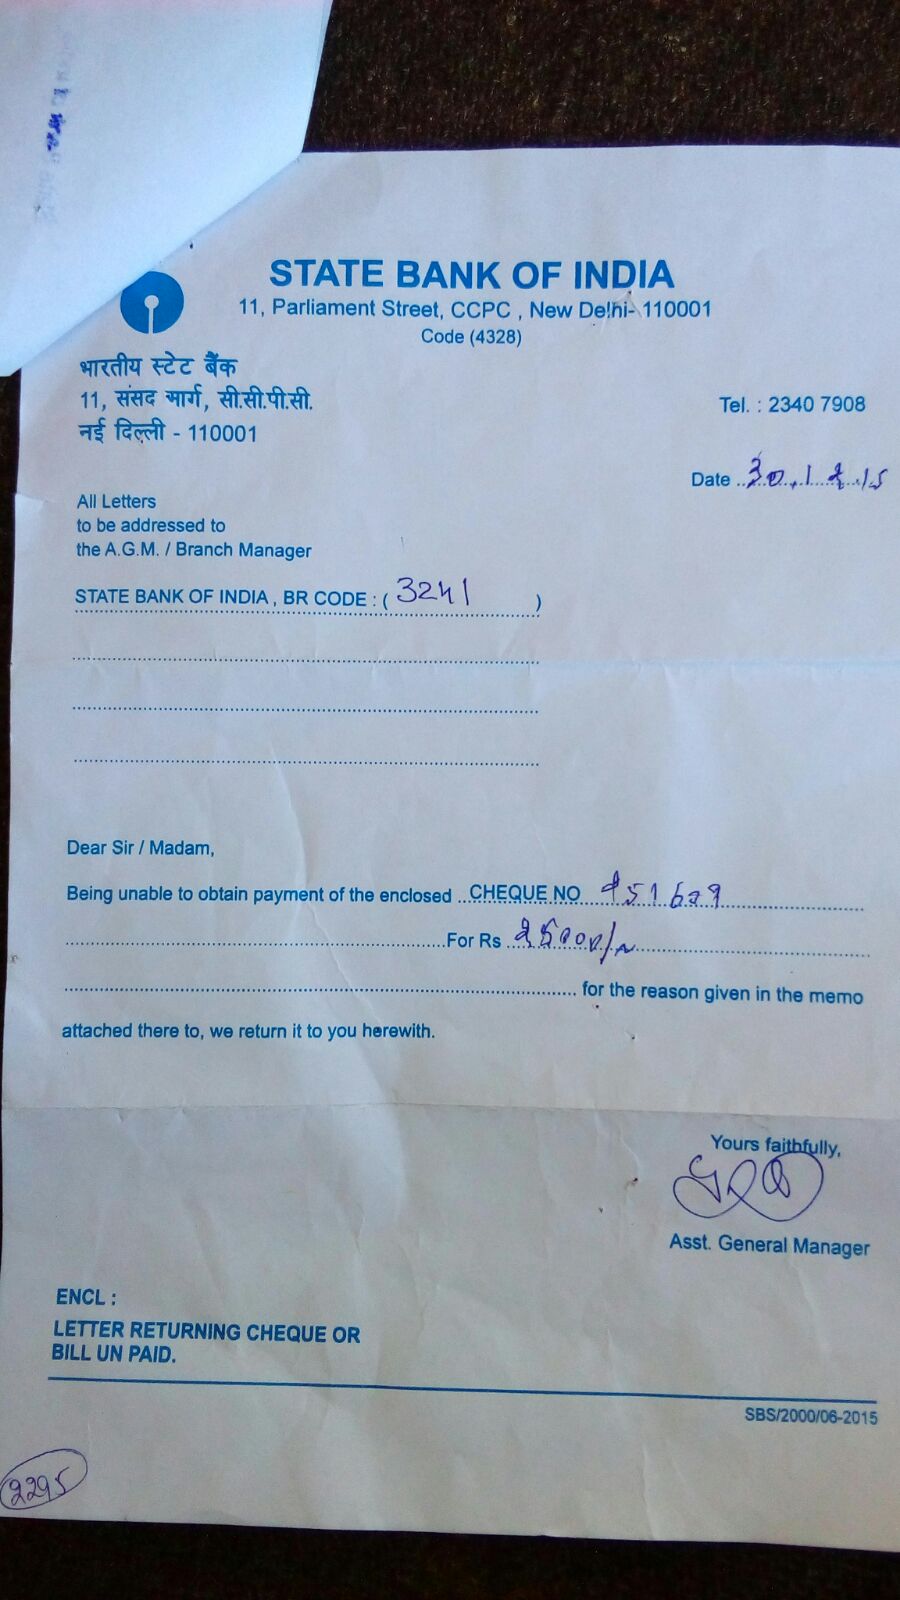 STATE BANK OF INDIA
11, Parliament Street, CCPC , New Delhi- 110001
Code (4328)
भारतीय स्टेट बैंक
11, संसद मार्ग, सी.सी.पी.सी.
नई दिल्ली - 110001
Tel. : 2340 7908
Date 30.12.15
All Letters
to be addressed to
the A.G.M. / Branch Manager
STATE BANK OF INDIA , BR CODE : ( 3241 )
Dear Sir / Madam,
Being unable to obtain payment of the enclosed CHEQUE NO
For Rs
for the reason given in the memo
attached there to, we return it to you herewith.
Yours faithfully,
Asst. General Manager
ENCL :
LETTER RETURNING CHEQUE OR
BILL UN PAID.
SBS/2000/06-2015
2295